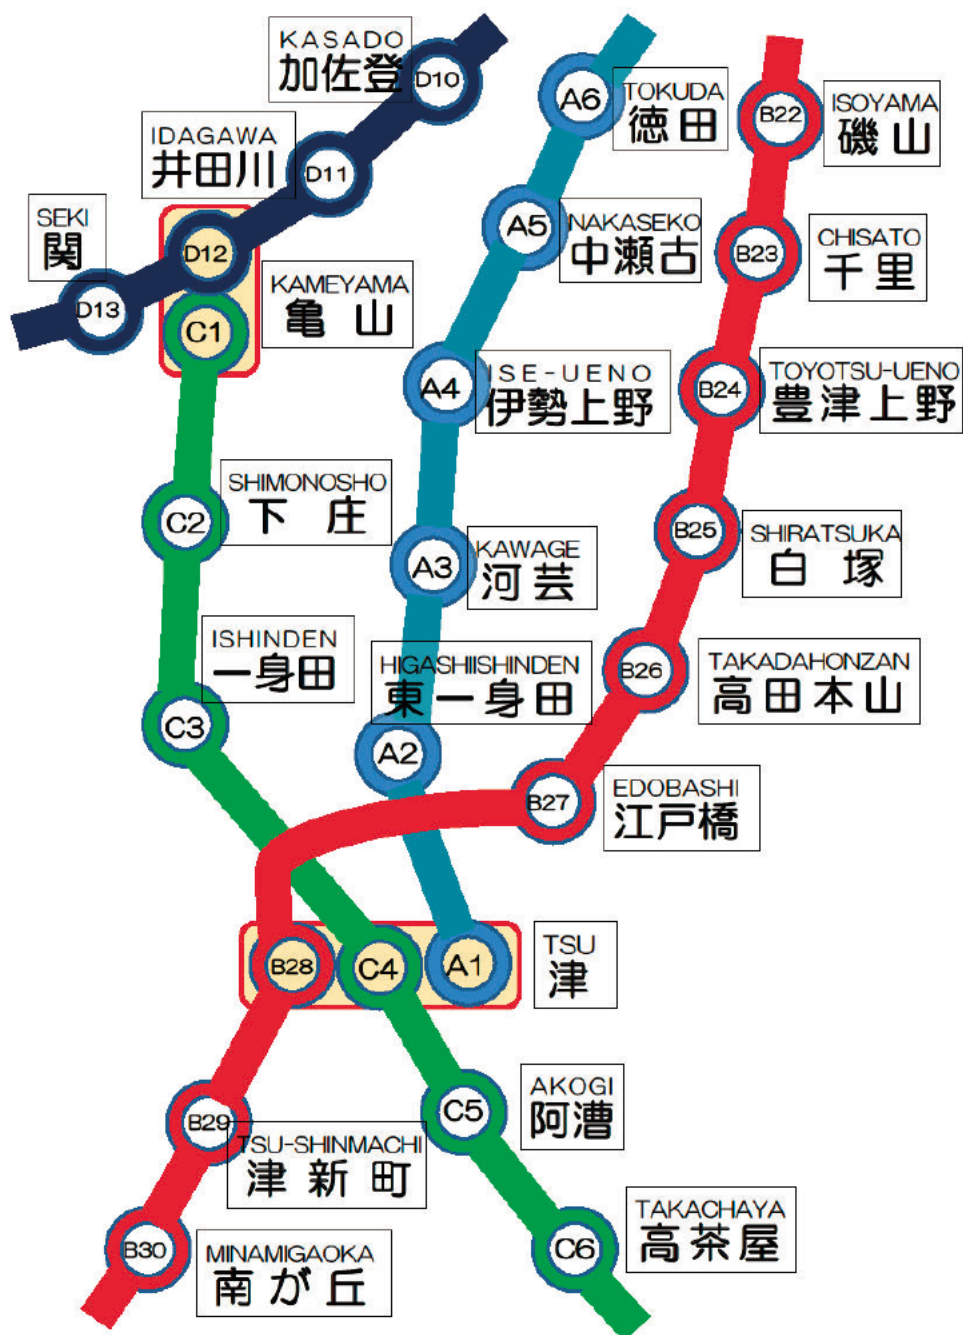 KASADO
加佐登
D10
IDAGAWA
井田川
D11
SEKI
関
D13
D12
C1
KAMEYAMA
亀山
A6
TOKUDA
徳田
B22
ISOYAMA
磯山
A5
NAKASEKO
中瀬古
B23
CHISATO
千里
A4
ISE-UENO
伊勢上野
B24
TOYOTSU-UENO
豊津上野
C2
SHIMONOSHO
下庄
A3
KAWAGE
河芸
B25
SHIRATSUKA
白塚
C3
ISHINDEN
一身田
A2
HIGASHIISHINDEN
東一身田
B26
TAKADAHONZAN
高田本山
B27
EDOBASHI
江戸橋
B28
C4
A1
TSU
津
B29
TSU-SHINMACHI
津新町
C5
AKOGI
阿漕
B30
MINAMIGAOKA
南が丘
C6
TAKACHAYA
高茶屋